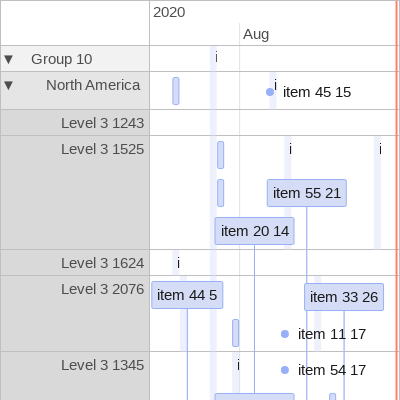 2020
Aug
▼ Group 10 i
▼ North America i item 45 15
Level 3 1243
Level 3 1525 i i
item 55 21
item 20 14
Level 3 1624 i
Level 3 2076 item 44 5 item 33 26
item 11 17
Level 3 1345 i item 54 17